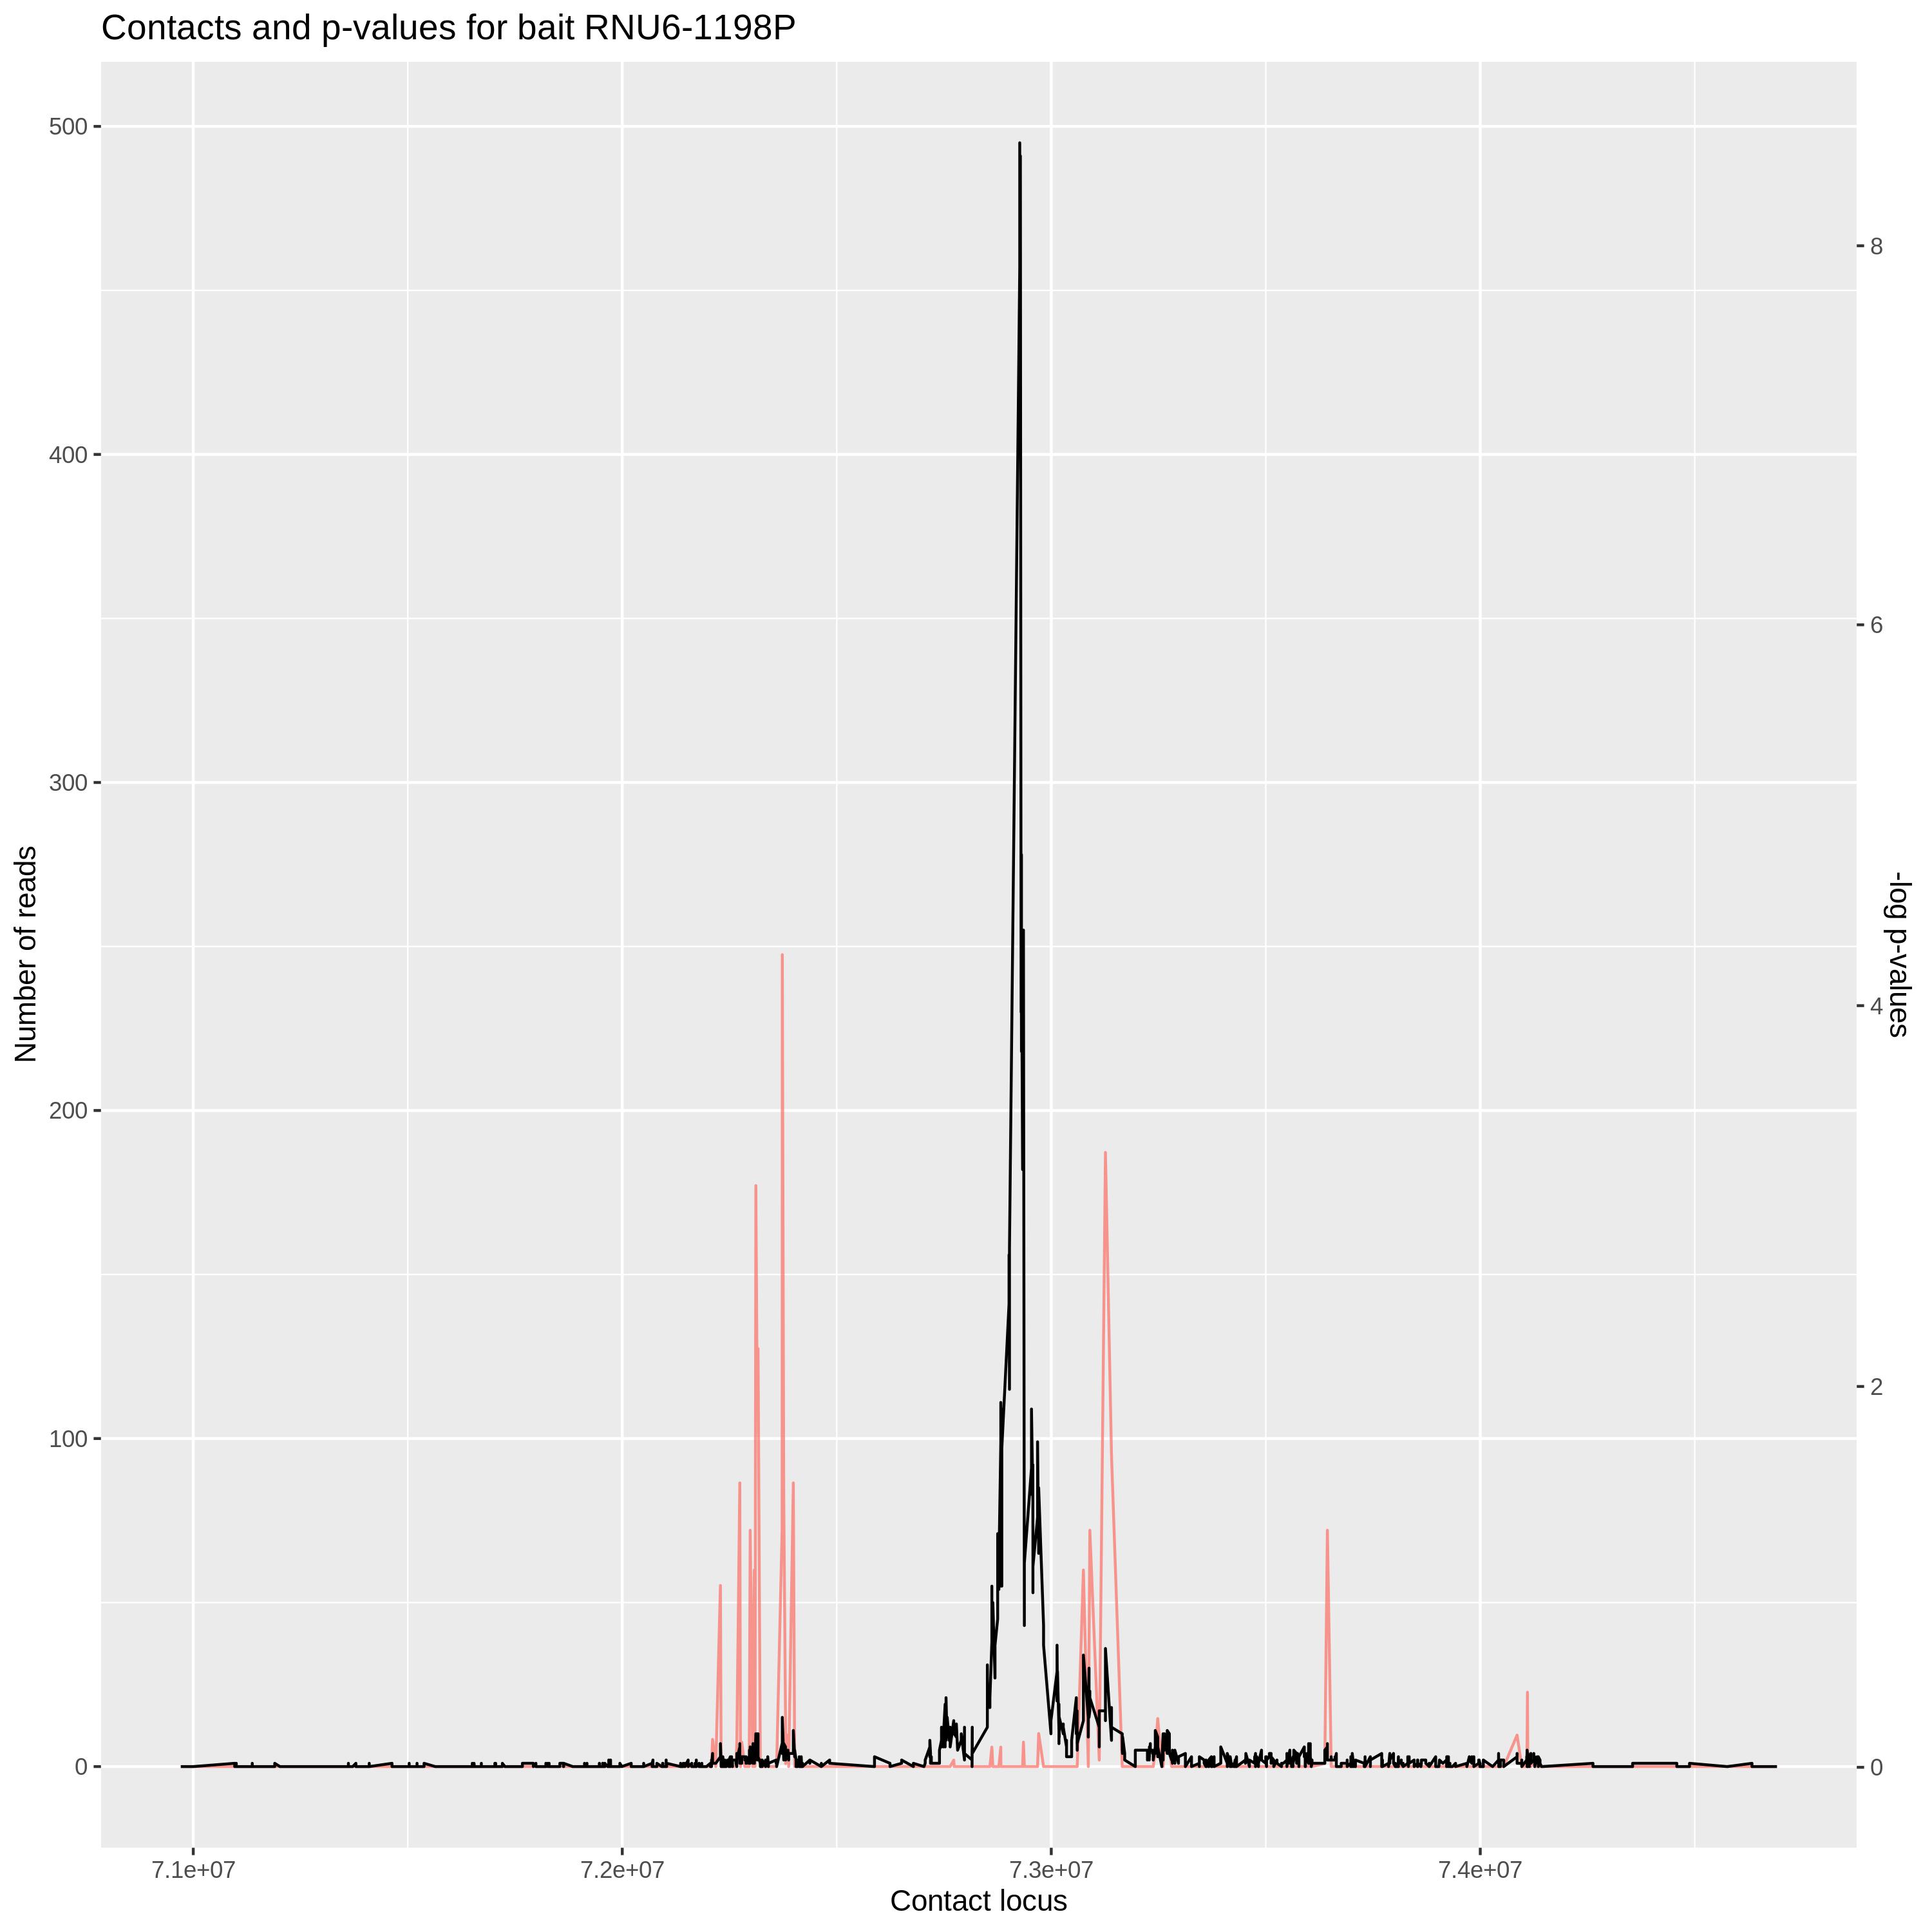 Contacts and p-values for bait RNU6-1198P
500
400
300
200
100
0
Number of reads
8
6
4
2
0
-log p-values
7.1e+07 7.2e+07 7.3e+07 7.4e+07
Contact locus